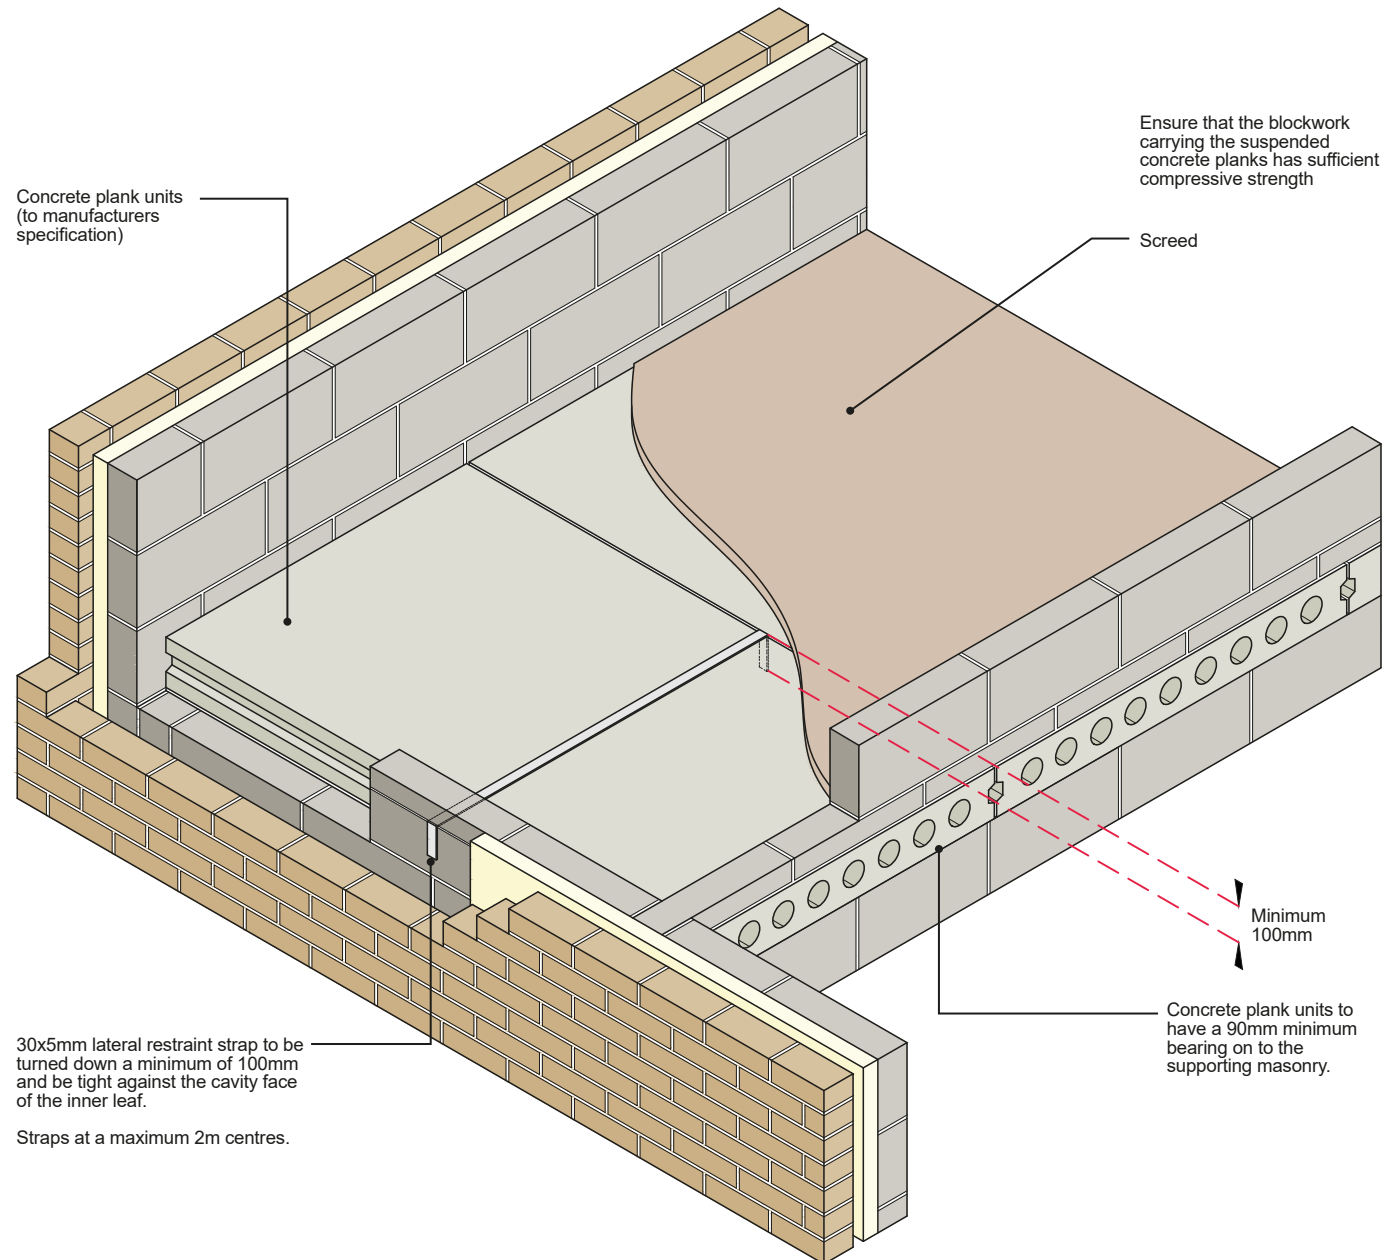 Ensure that the blockwork
carrying the suspended
concrete planks has sufficient
compressive strength
Concrete plank units
(to manufacturers
specification)
Screed
Minimum
100mm
Concrete plank units to
have a 90mm minimum
bearing on to the
supporting masonry.
30x5mm lateral restraint strap to be
turned down a minimum of 100mm
and be tight against the cavity face
of the inner leaf.
Straps at a maximum 2m centres.